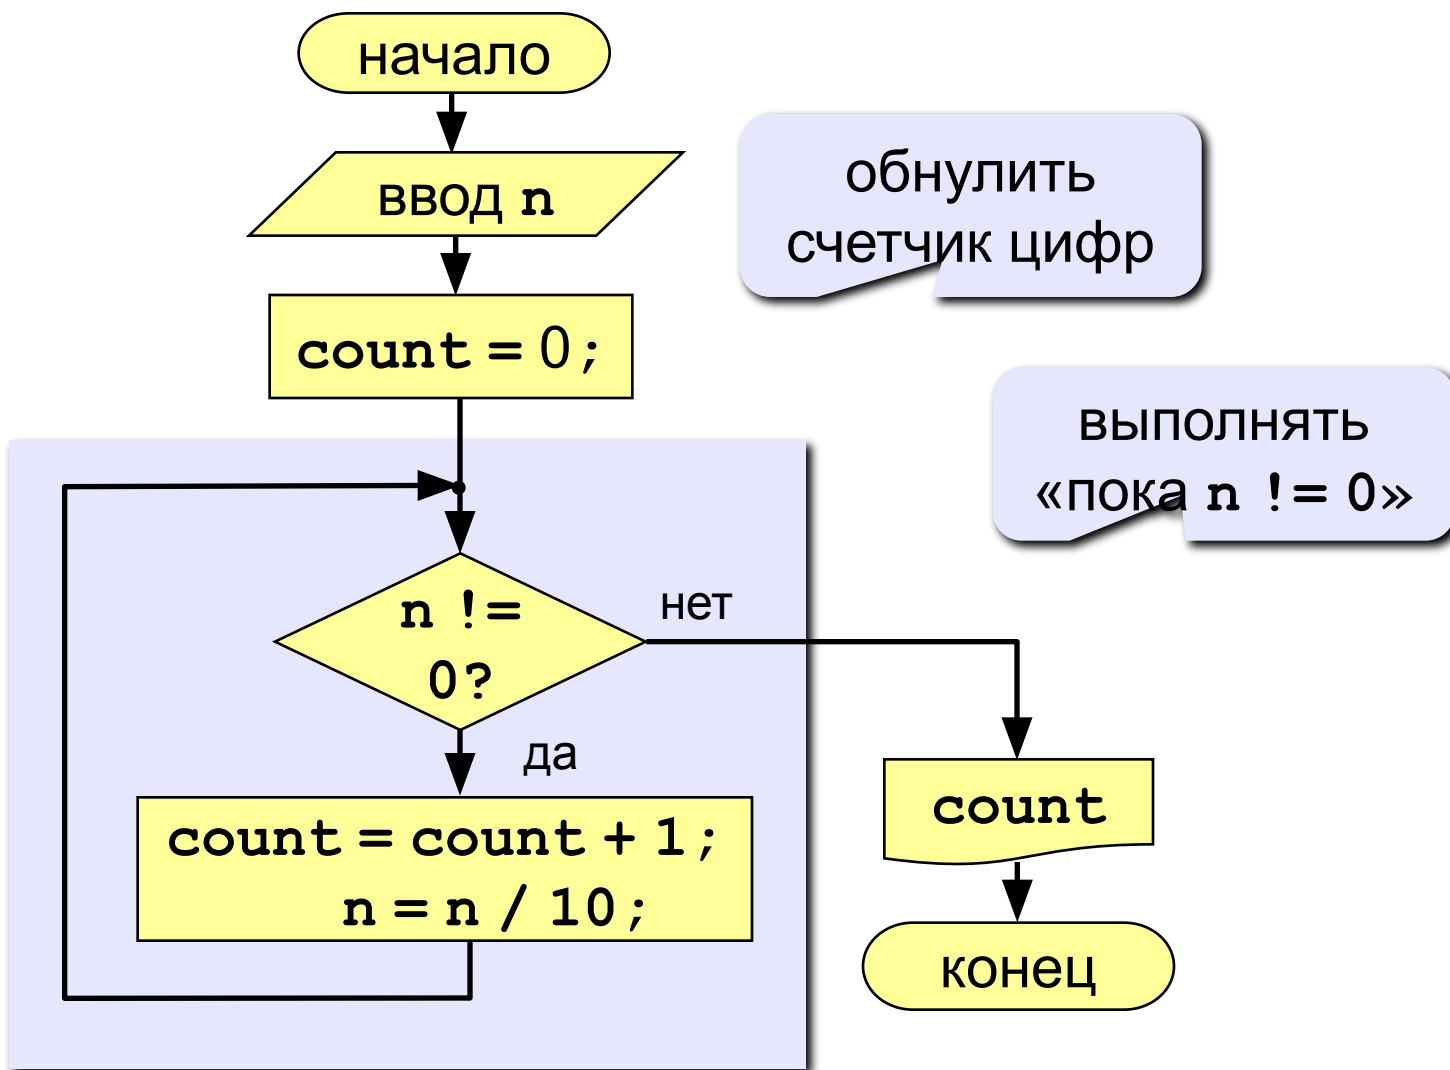 начало
ввод n
обнулить
счетчик цифр
count = 0;
выполнять
«пока n != 0»
n !=
0?
нет
да
count = count + 1;
n = n / 10;
count
конец